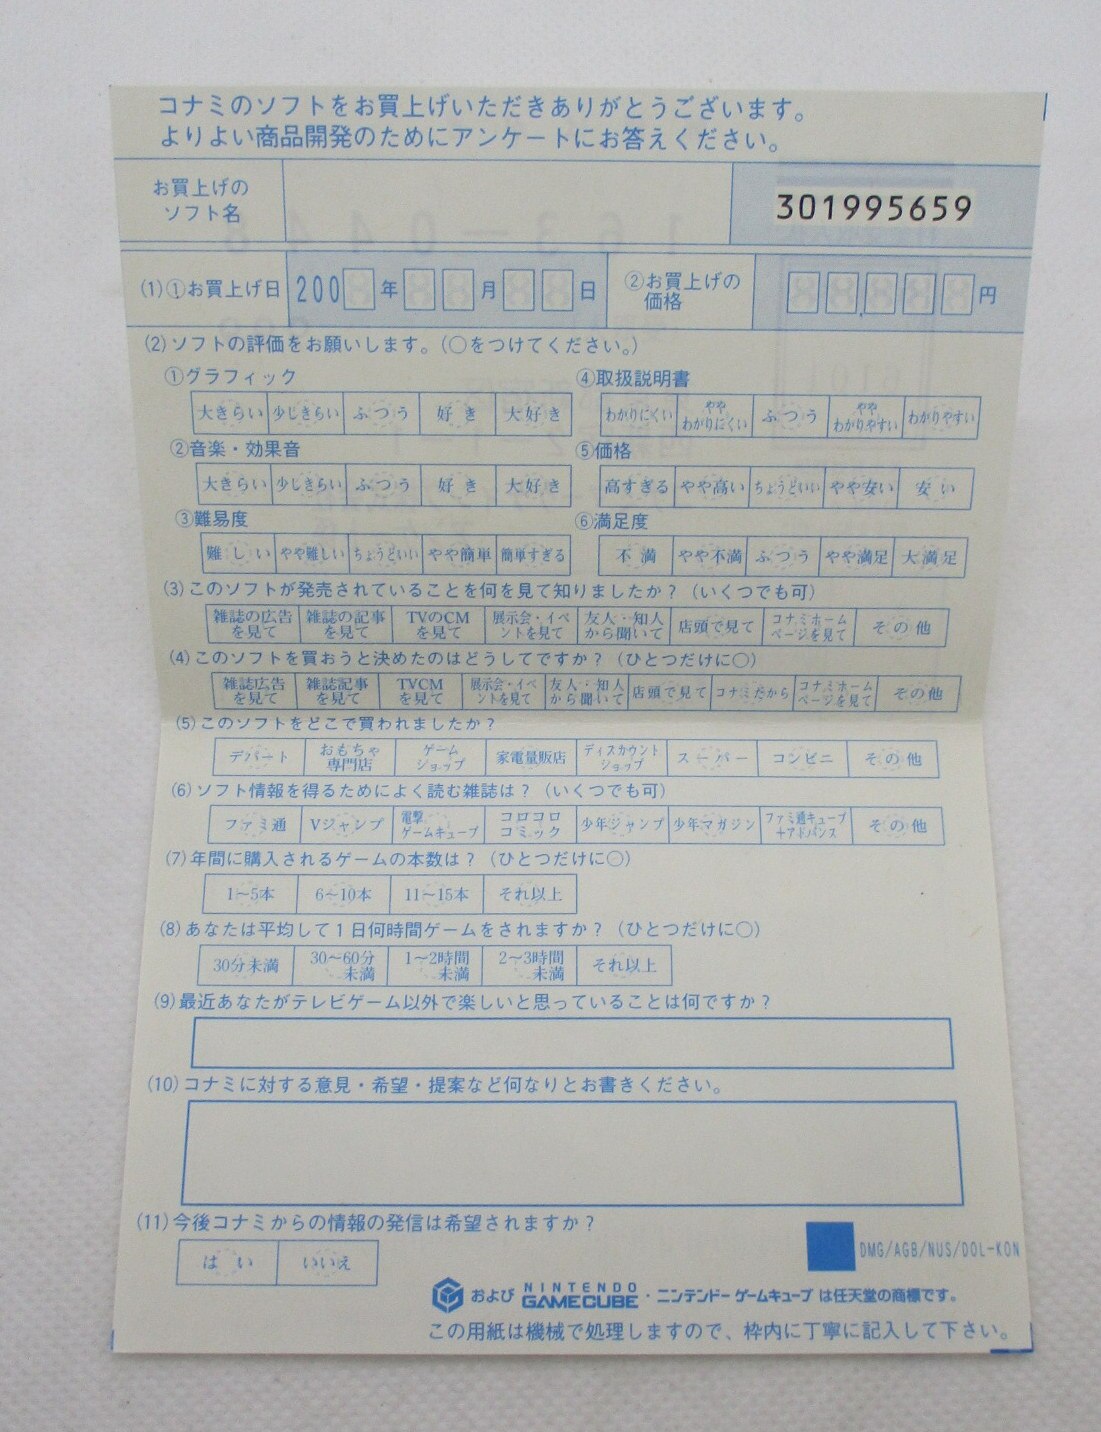 コナミのソフトをお買上げいただきありがとうございます。
よりよい商品開発のためにアンケートにお答えください。
お買上げの
ソフト名
301995659
(1)①お買上げ日 200 年 月 日 ②お買上げの
価格 円
(2)ソフトの評価をお願いします。(○をつけてください。)
①グラフィック
大きらい 少しきらい ふつう 好き 大好き
②音楽・効果音
大きらい 少しきらい ふつう 好き 大好き
③難易度
難しい やや難しい ちょうどいい やや簡単 簡単すぎる
④取扱説明書
わかりにくい やや わかりにくい ふつう やや わかりやすい わかりやすい
⑤価格
高すぎる やや高い ちょうどいい やや安い 安い
⑥満足度
不満 やや不満 ふつう やや満足 大満足
(3)このソフトが発売されていることを何を見て知りましたか?(いくつでも可)
雑誌の広告を見て 雑誌の記事を見て TVのCMを見て 展示会・イベントを見て 友人・知人から聞いて 店頭で見て コナミホームページを見て その他
(4)このソフトを買おうと決めたのはどうしてですか?(ひとつだけに○)
雑誌広告を見て 雑誌記事を見て TVCMを見て 展示会・イベントを見て 友人・知人から聞いて 店頭で見て コナミだから コナミホームページを見て その他
(5)このソフトをどこで買われましたか?
デパート おもちゃ専門店 ゲームショップ 家電量販店 ディスカウントショップ スーパー コンビニ その他
(6)ソフト情報を得るためによく読む雑誌は?(いくつでも可)
ファミ通 Vジャンプ 電撃ゲームキューブ コロコロコミック 少年ジャンプ 少年マガジン ファミ通キューブ+アドバンス その他
(7)年間に購入されるゲームの本数は?(ひとつだけに○)
1～5本 6～10本 11～15本 それ以上
(8)あなたは平均して1日何時間ゲームをされますか?(ひとつだけに○)
30分未満 30～60分未満 1～2時間未満 2～3時間未満 それ以上
(9)最近あなたがテレビゲーム以外で楽しいと思っていることは何ですか?
(10)コナミに対する意見・希望・提案など何なりとお書きください。
(11)今後コナミからの情報の発信は希望されますか?
はい いいえ
DMG/AGB/NUS/DOL-KON
および NINTENDO GAMECUBE・ニンテンドーゲームキューブ は任天堂の商標です。
この用紙は機械で処理しますので、枠内に丁寧に記入して下さい。